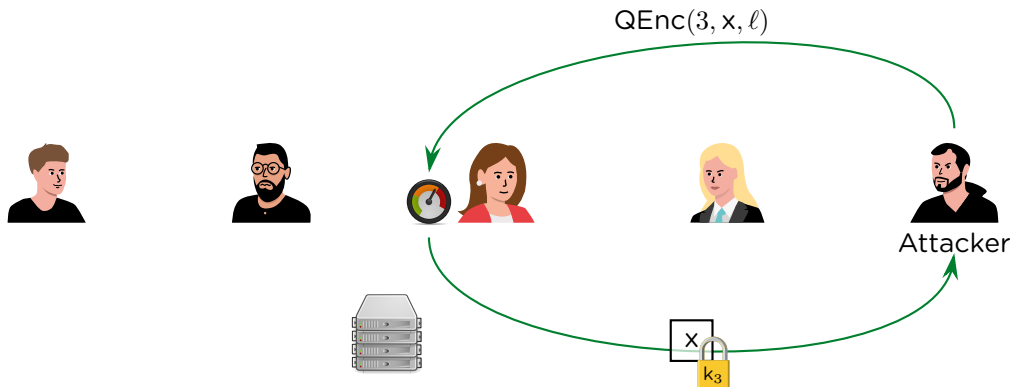 QEnc(3, x, ℓ)
Attacker
x
k₃